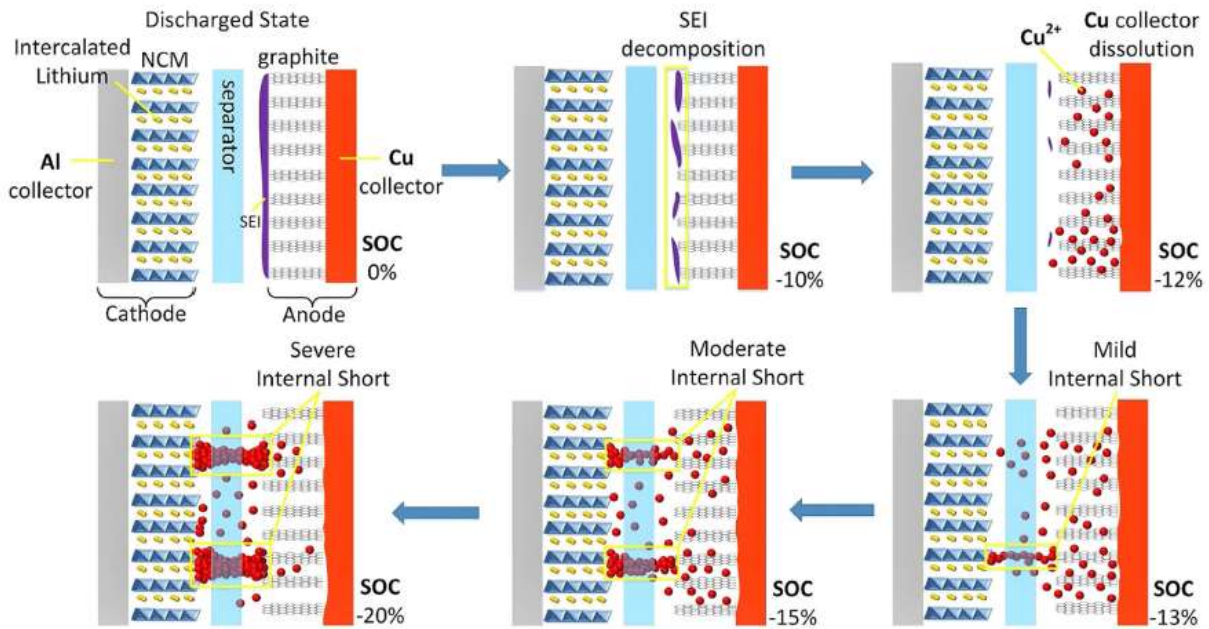 Discharged State
Intercalated
Lithium
NCM
graphite
separator
Al
collector
Cu
collector
SEI
SOC
0%
Cathode
Anode
SEI
decomposition
SOC
-10%
Cu²⁺
Cu collector
dissolution
SOC
-12%
Severe
Internal Short
SOC
-20%
Moderate
Internal Short
SOC
-15%
Mild
Internal Short
SOC
-13%